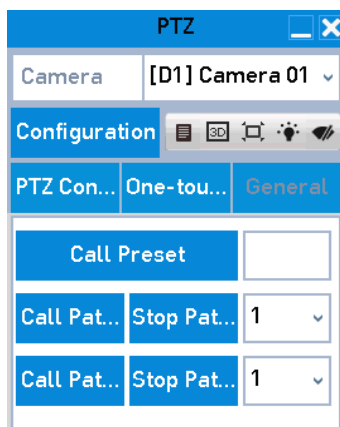 PTZ
Camera [D1] Camera 01
Configuration 3D
PTZ Con... One-tou... General
Call Preset
Call Pat... Stop Pat... 1
Call Pat... Stop Pat... 1